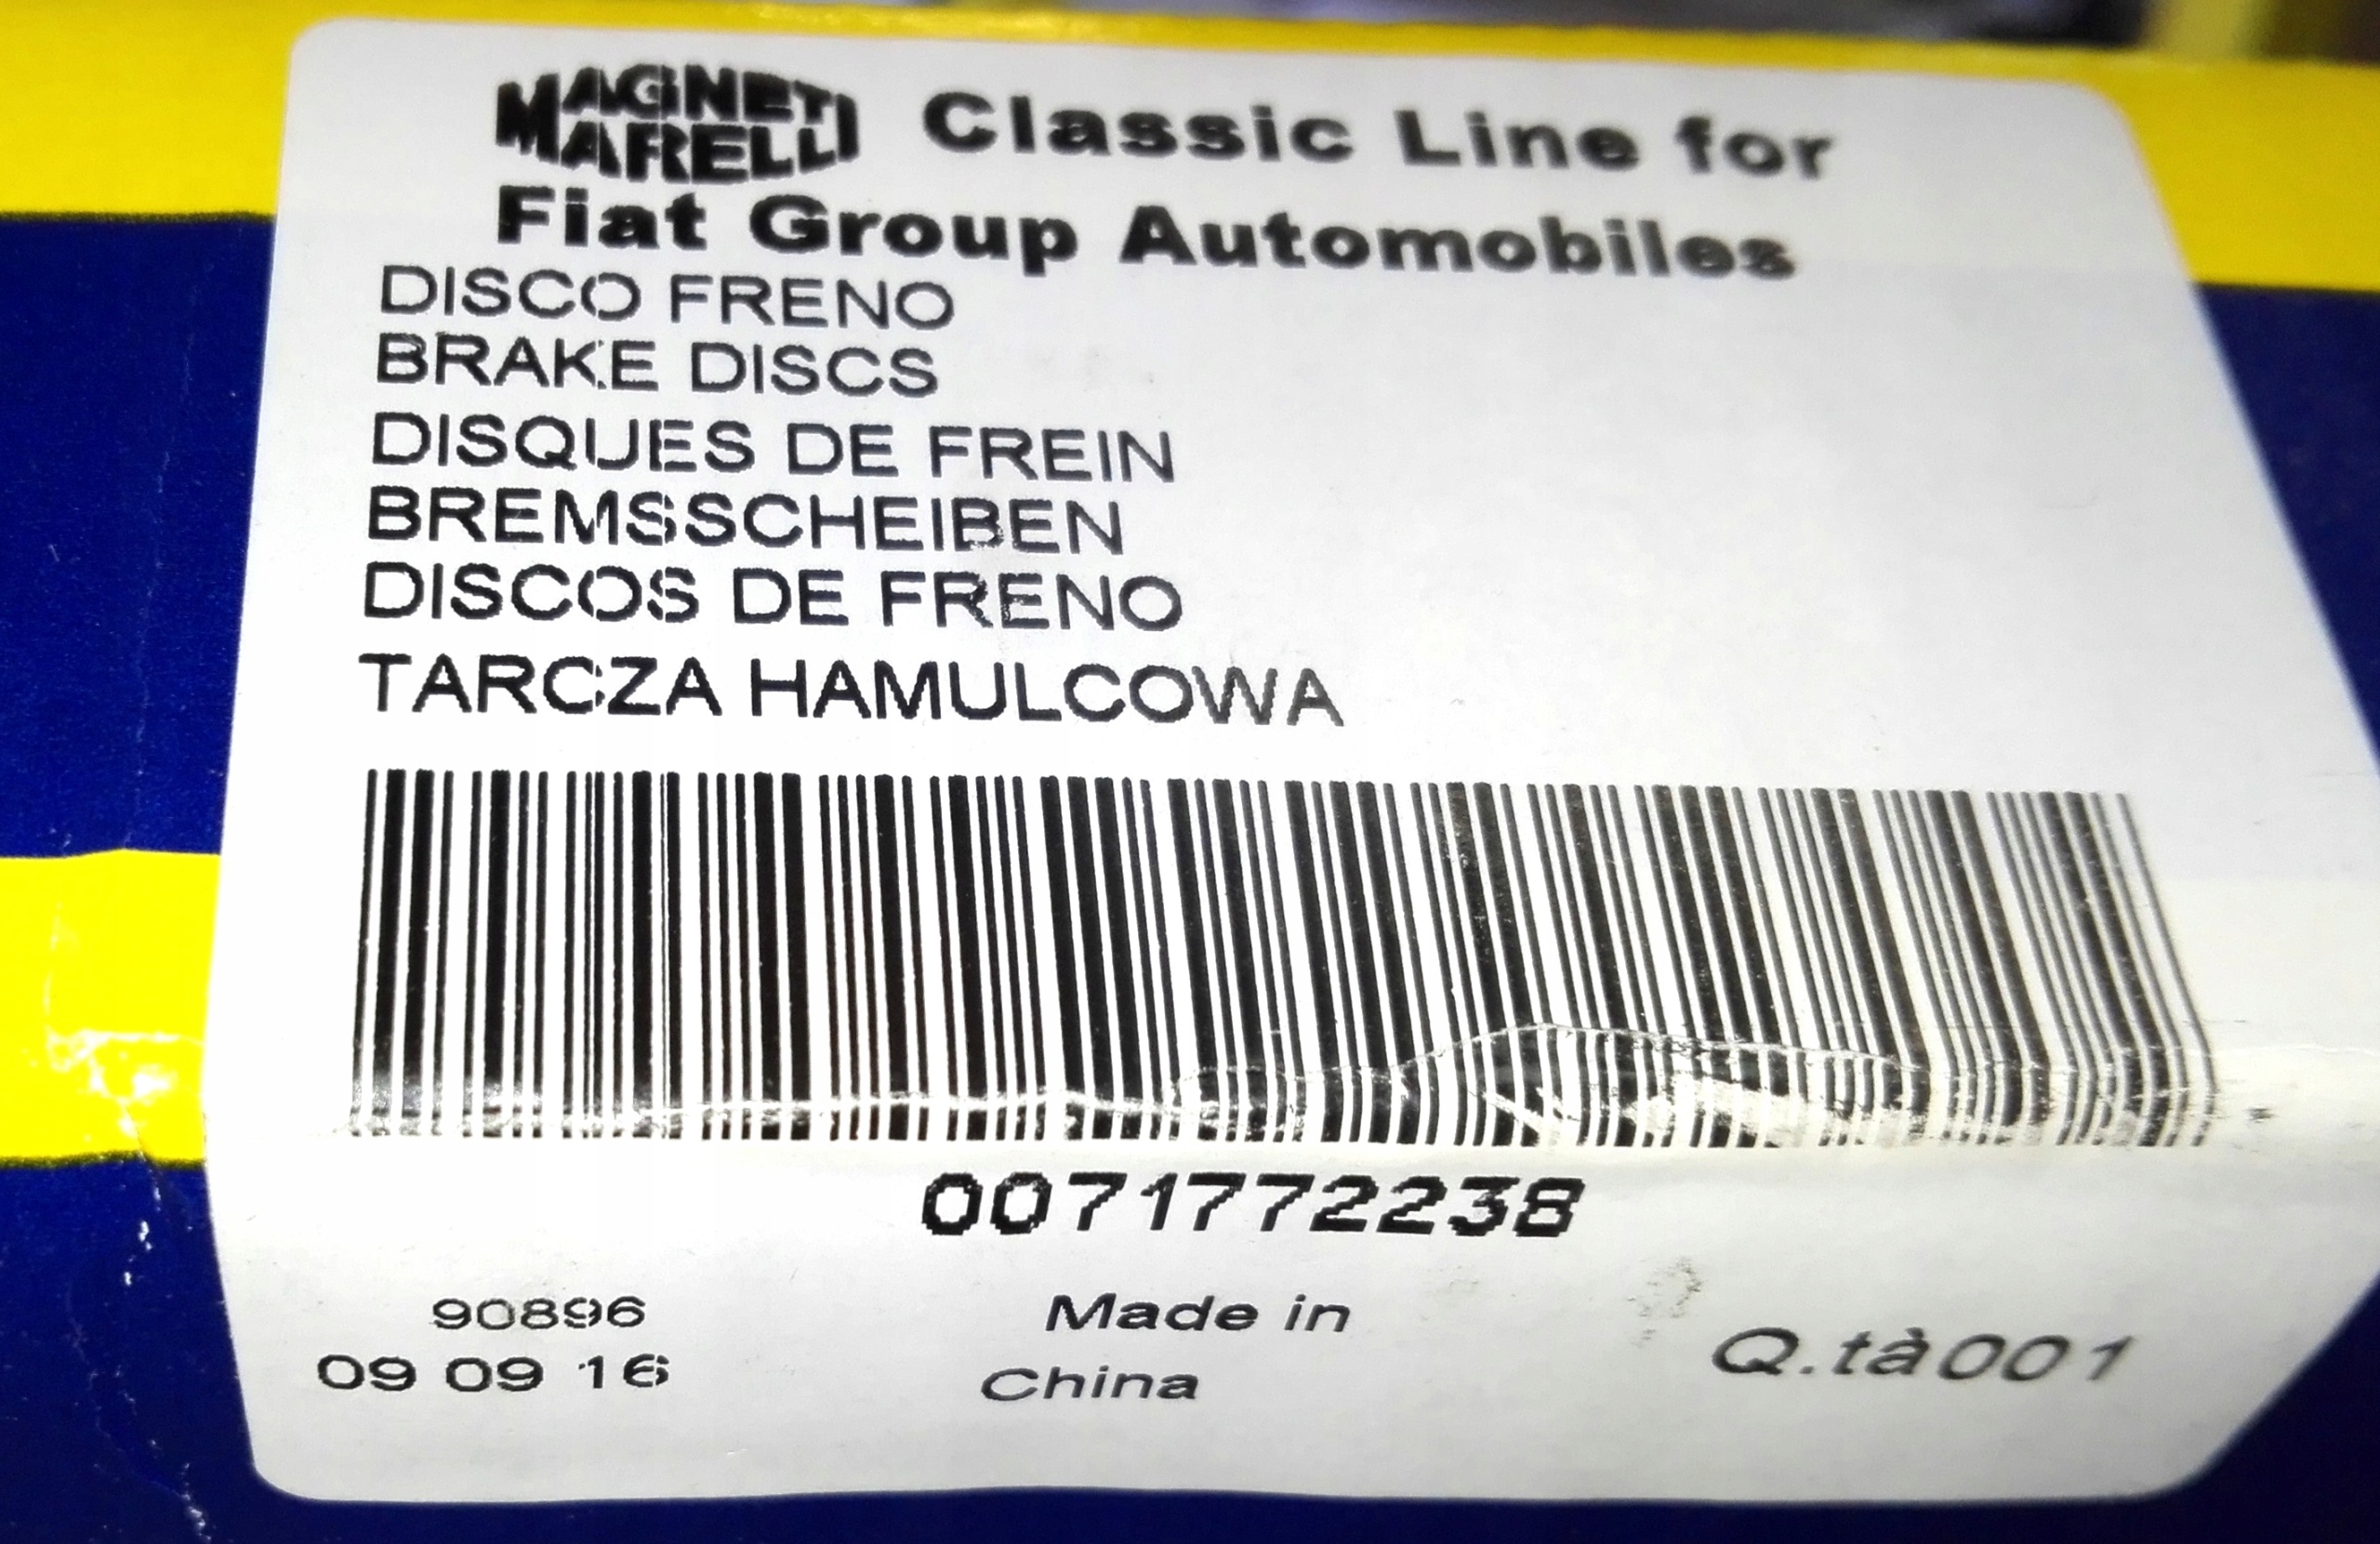 MAGNETI MARELLI Classic Line for
Fiat Group Automobiles
DISCO FRENO
BRAKE DISCS
DISQUES DE FREIN
BREMSSCHEIBEN
DISCOS DE FRENO
TARCZA HAMULCOWA
0071772238
90896
09 09 16
Made in
China
Q.tà001